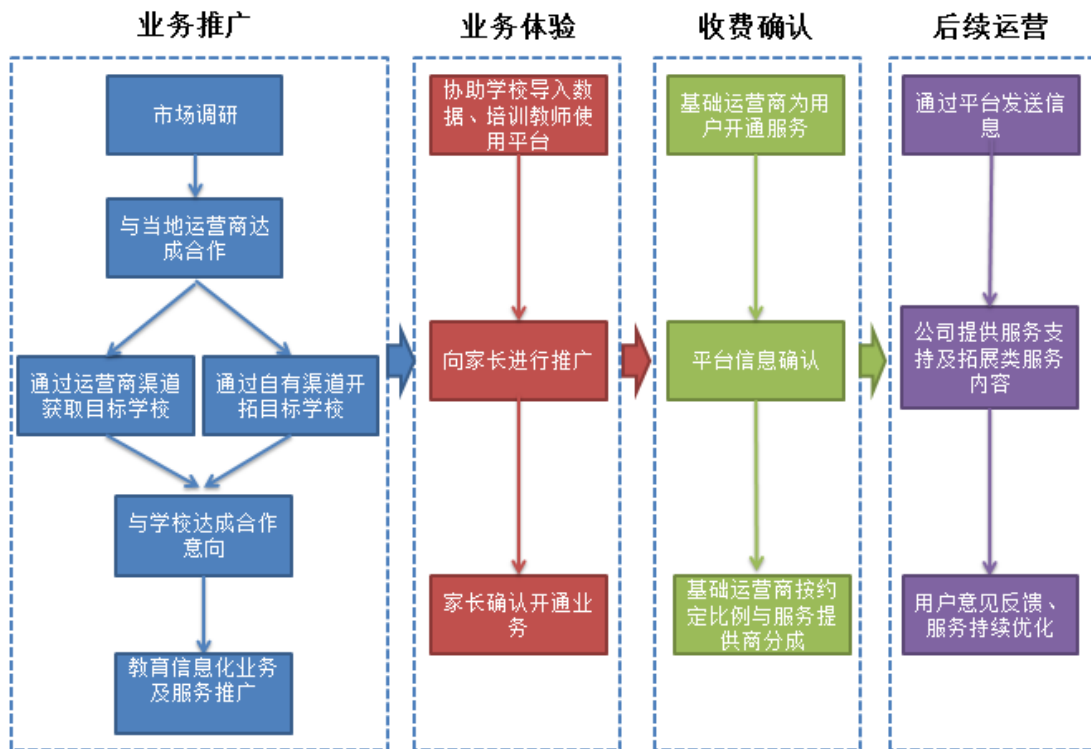 业务推广
市场调研
与当地运营商达
成合作
通过运营商渠道
获取目标学校
通过自有渠道开
拓目标学校
与学校达成合作
意向
教育信息化业务
及服务推广
业务体验
协助学校导入数
据、培训教师使
用平台
向家长进行推广
家长确认开通业
务
收费确认
基础运营商为用
户开通服务
平台信息确认
基础运营商按约
定比例与服务提
供商分成
后续运营
通过平台发送信
息
公司提供服务支
持及拓展类服务
内容
用户意见反馈、
服务持续优化